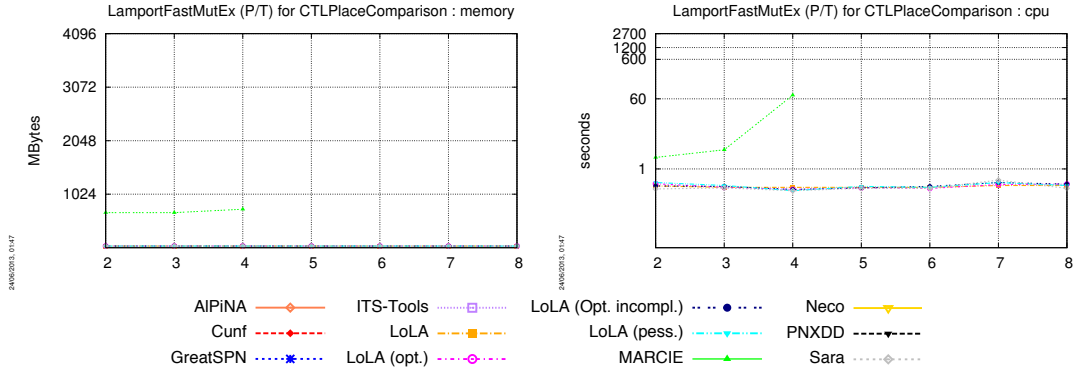 LamportFastMutEx (P/T) for CTLPlaceComparison : memory
4096
3072
2048
1024
MBytes
2 3 4 5 6 7 8
24/06/2013, 01:47
LamportFastMutEx (P/T) for CTLPlaceComparison : cpu
2700
1200
600
60
1
seconds
2 3 4 5 6 7 8
24/06/2013, 01:47
AlPiNA ITS-Tools LoLA (Opt. incompl.) Neco
Cunf LoLA LoLA (pess.) PNXDD
GreatSPN LoLA (opt.) MARCIE Sara